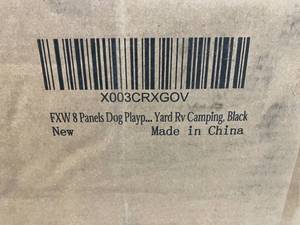 X003CRXGOV
FXW 8 Panels Dog Playp... Yard Rv Camping, Black
New Made in China